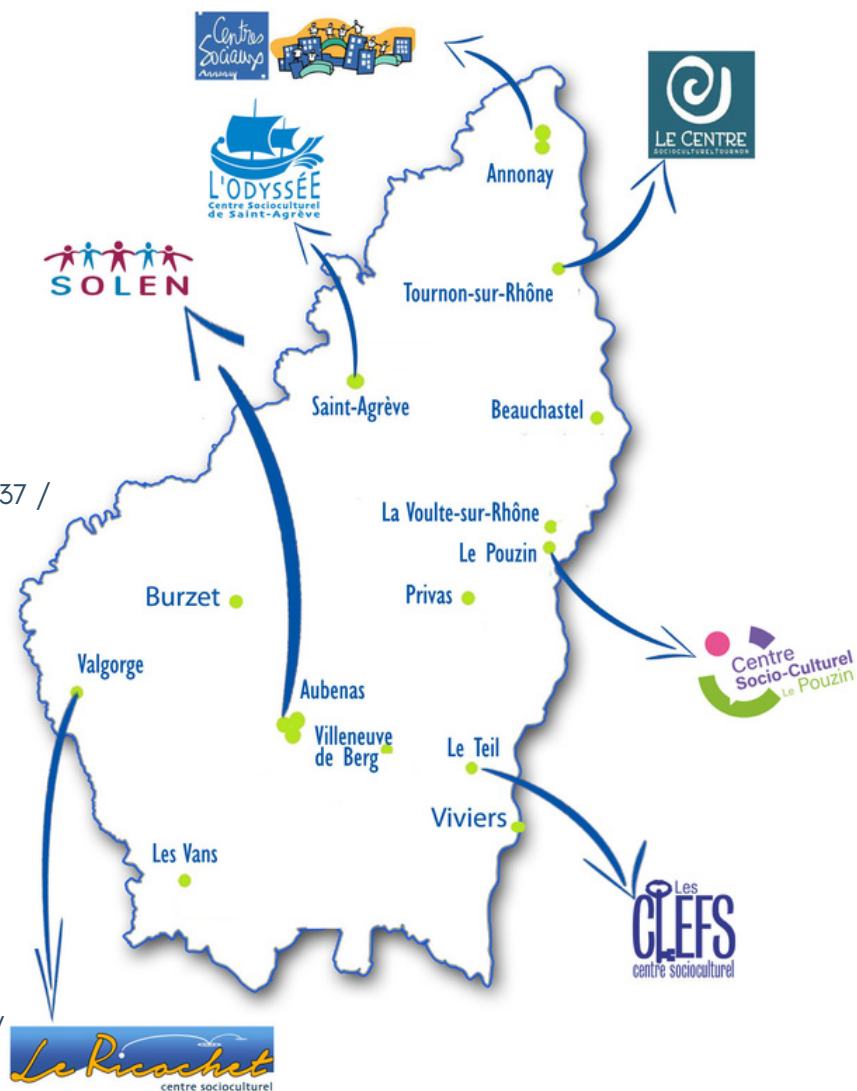 Centres
Sociaux
Annonay
LE CENTRE
SOCIOCULTUREL TOURNON
L'ODYSSÉE
Centre Socioculturel
de Saint-Agrève
Annonay
SOLEN
Tournon-sur-Rhône
Saint-Agrève
Beauchastel
37 /
La Voulte-sur-Rhône
Le Pouzin
Burzet
Privas
Centre
Socio-Culturel
Le Pouzin
Valgorge
Aubenas
Villeneuve
de Berg
Le Teil
Viviers
Les Vans
Les
CLEFS
centre socioculturel
/
Le Ricochet
centre socioculturel